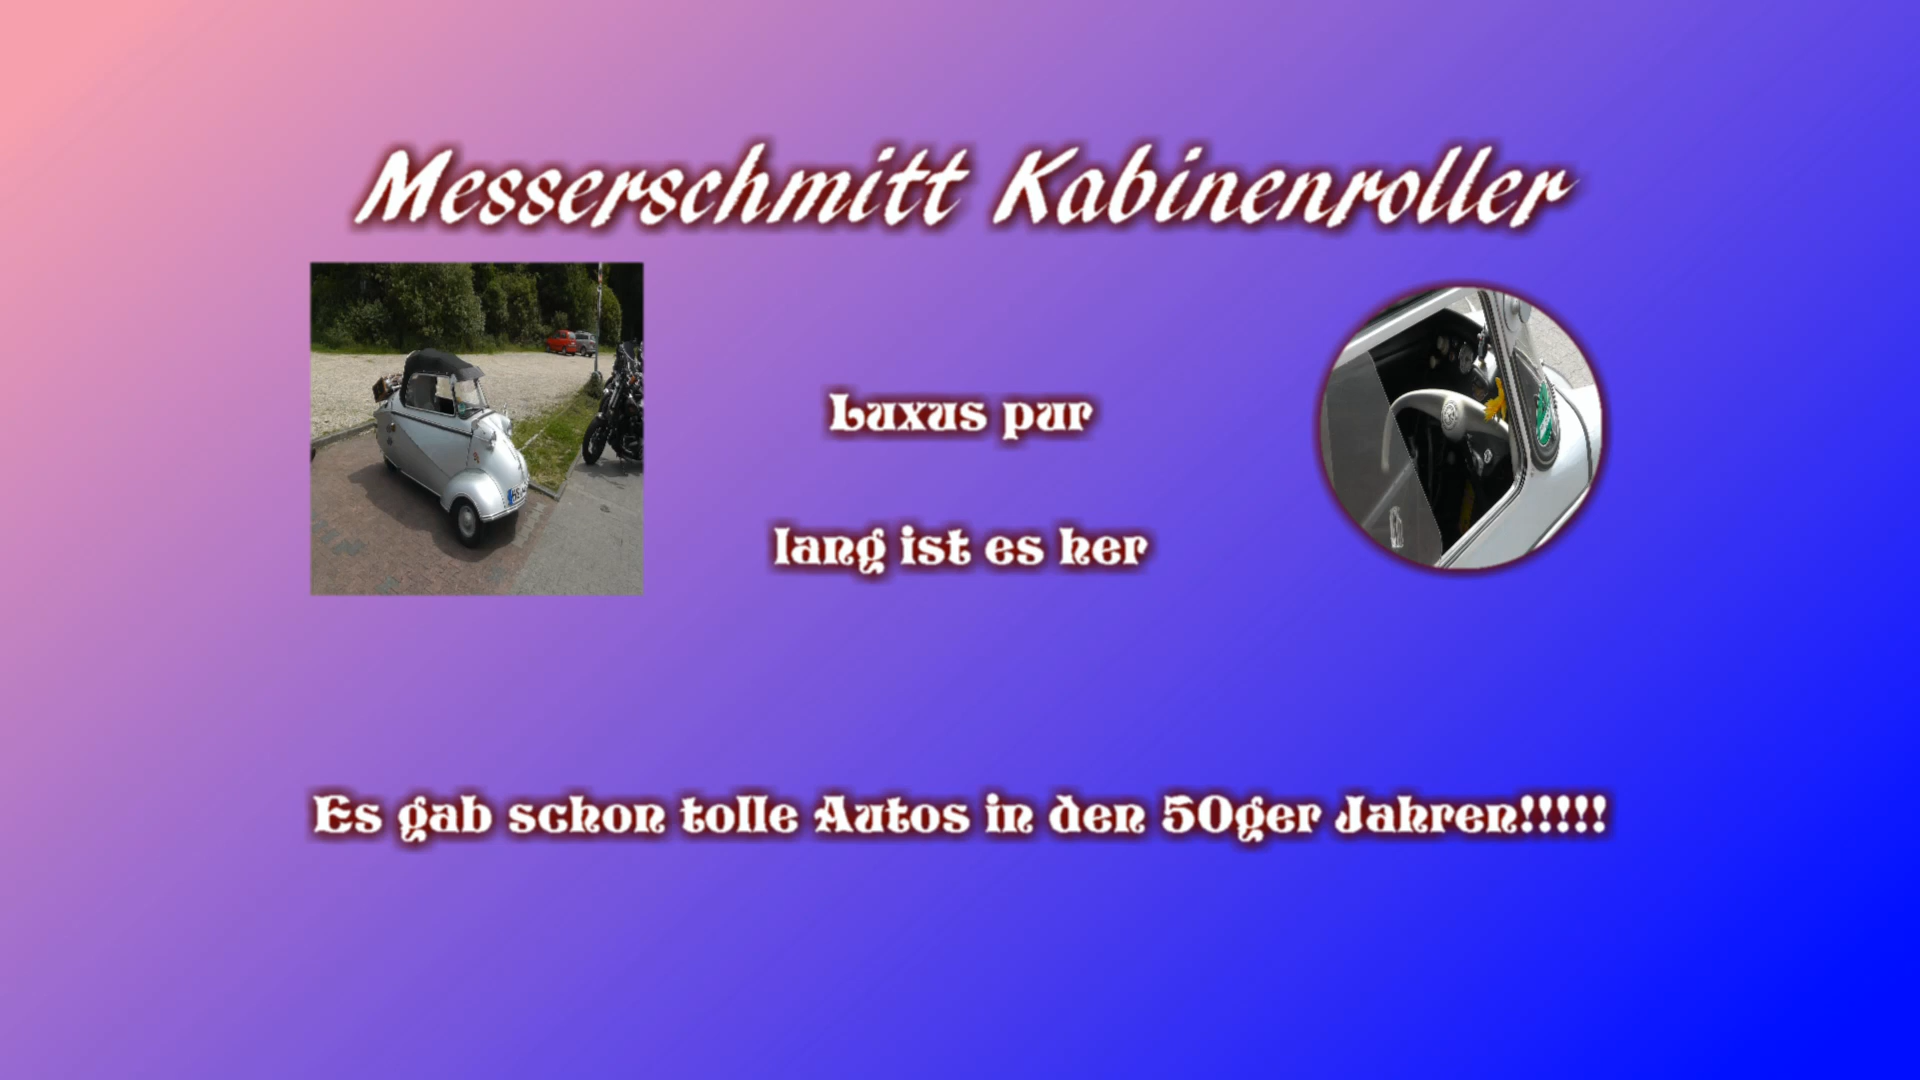 Messerschmitt Kabinenroller
Luxus pur
lang ist es her
Es gab schon tolle Autos in den 50ger Jahren!!!!!